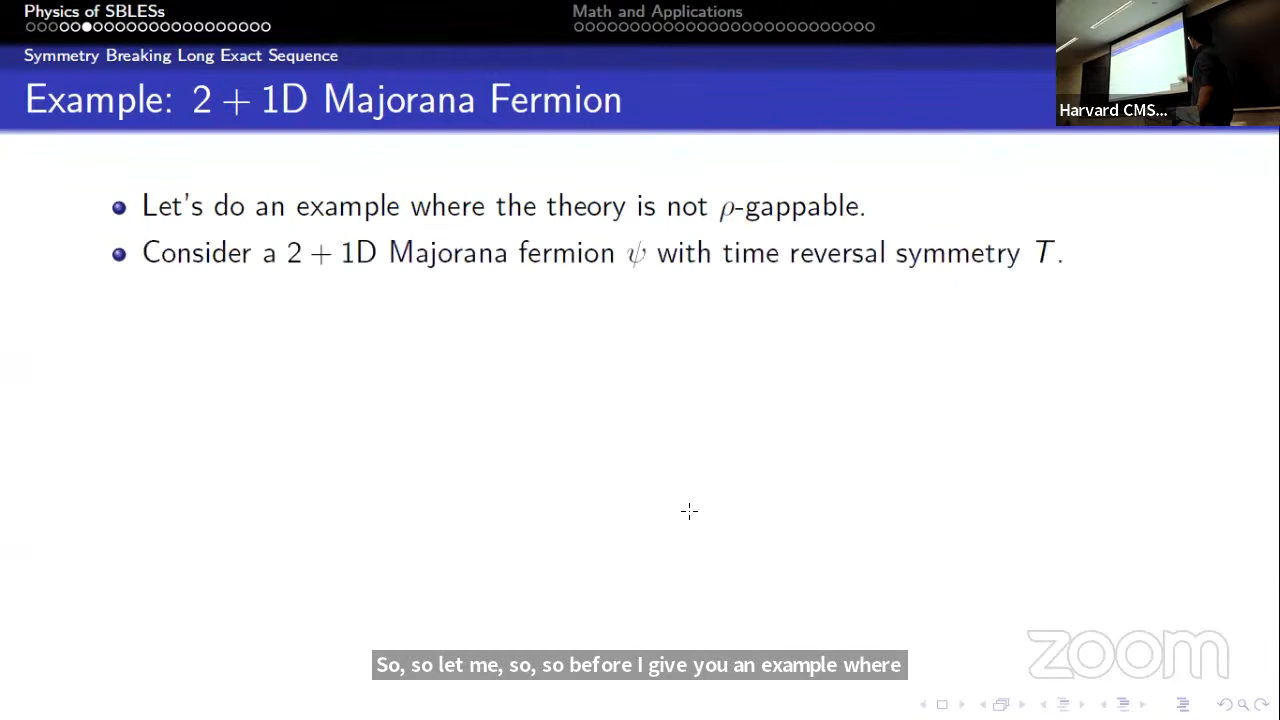 Physics of SBLESs
Math and Applications
Symmetry Breaking Long Exact Sequence
Example: 2 + 1D Majorana Fermion
Harvard CMS...
Let's do an example where the theory is not ρ-gappable.
Consider a 2 + 1D Majorana fermion ψ with time reversal symmetry T.
So, so let me, so, so before I give you an example where
zoom